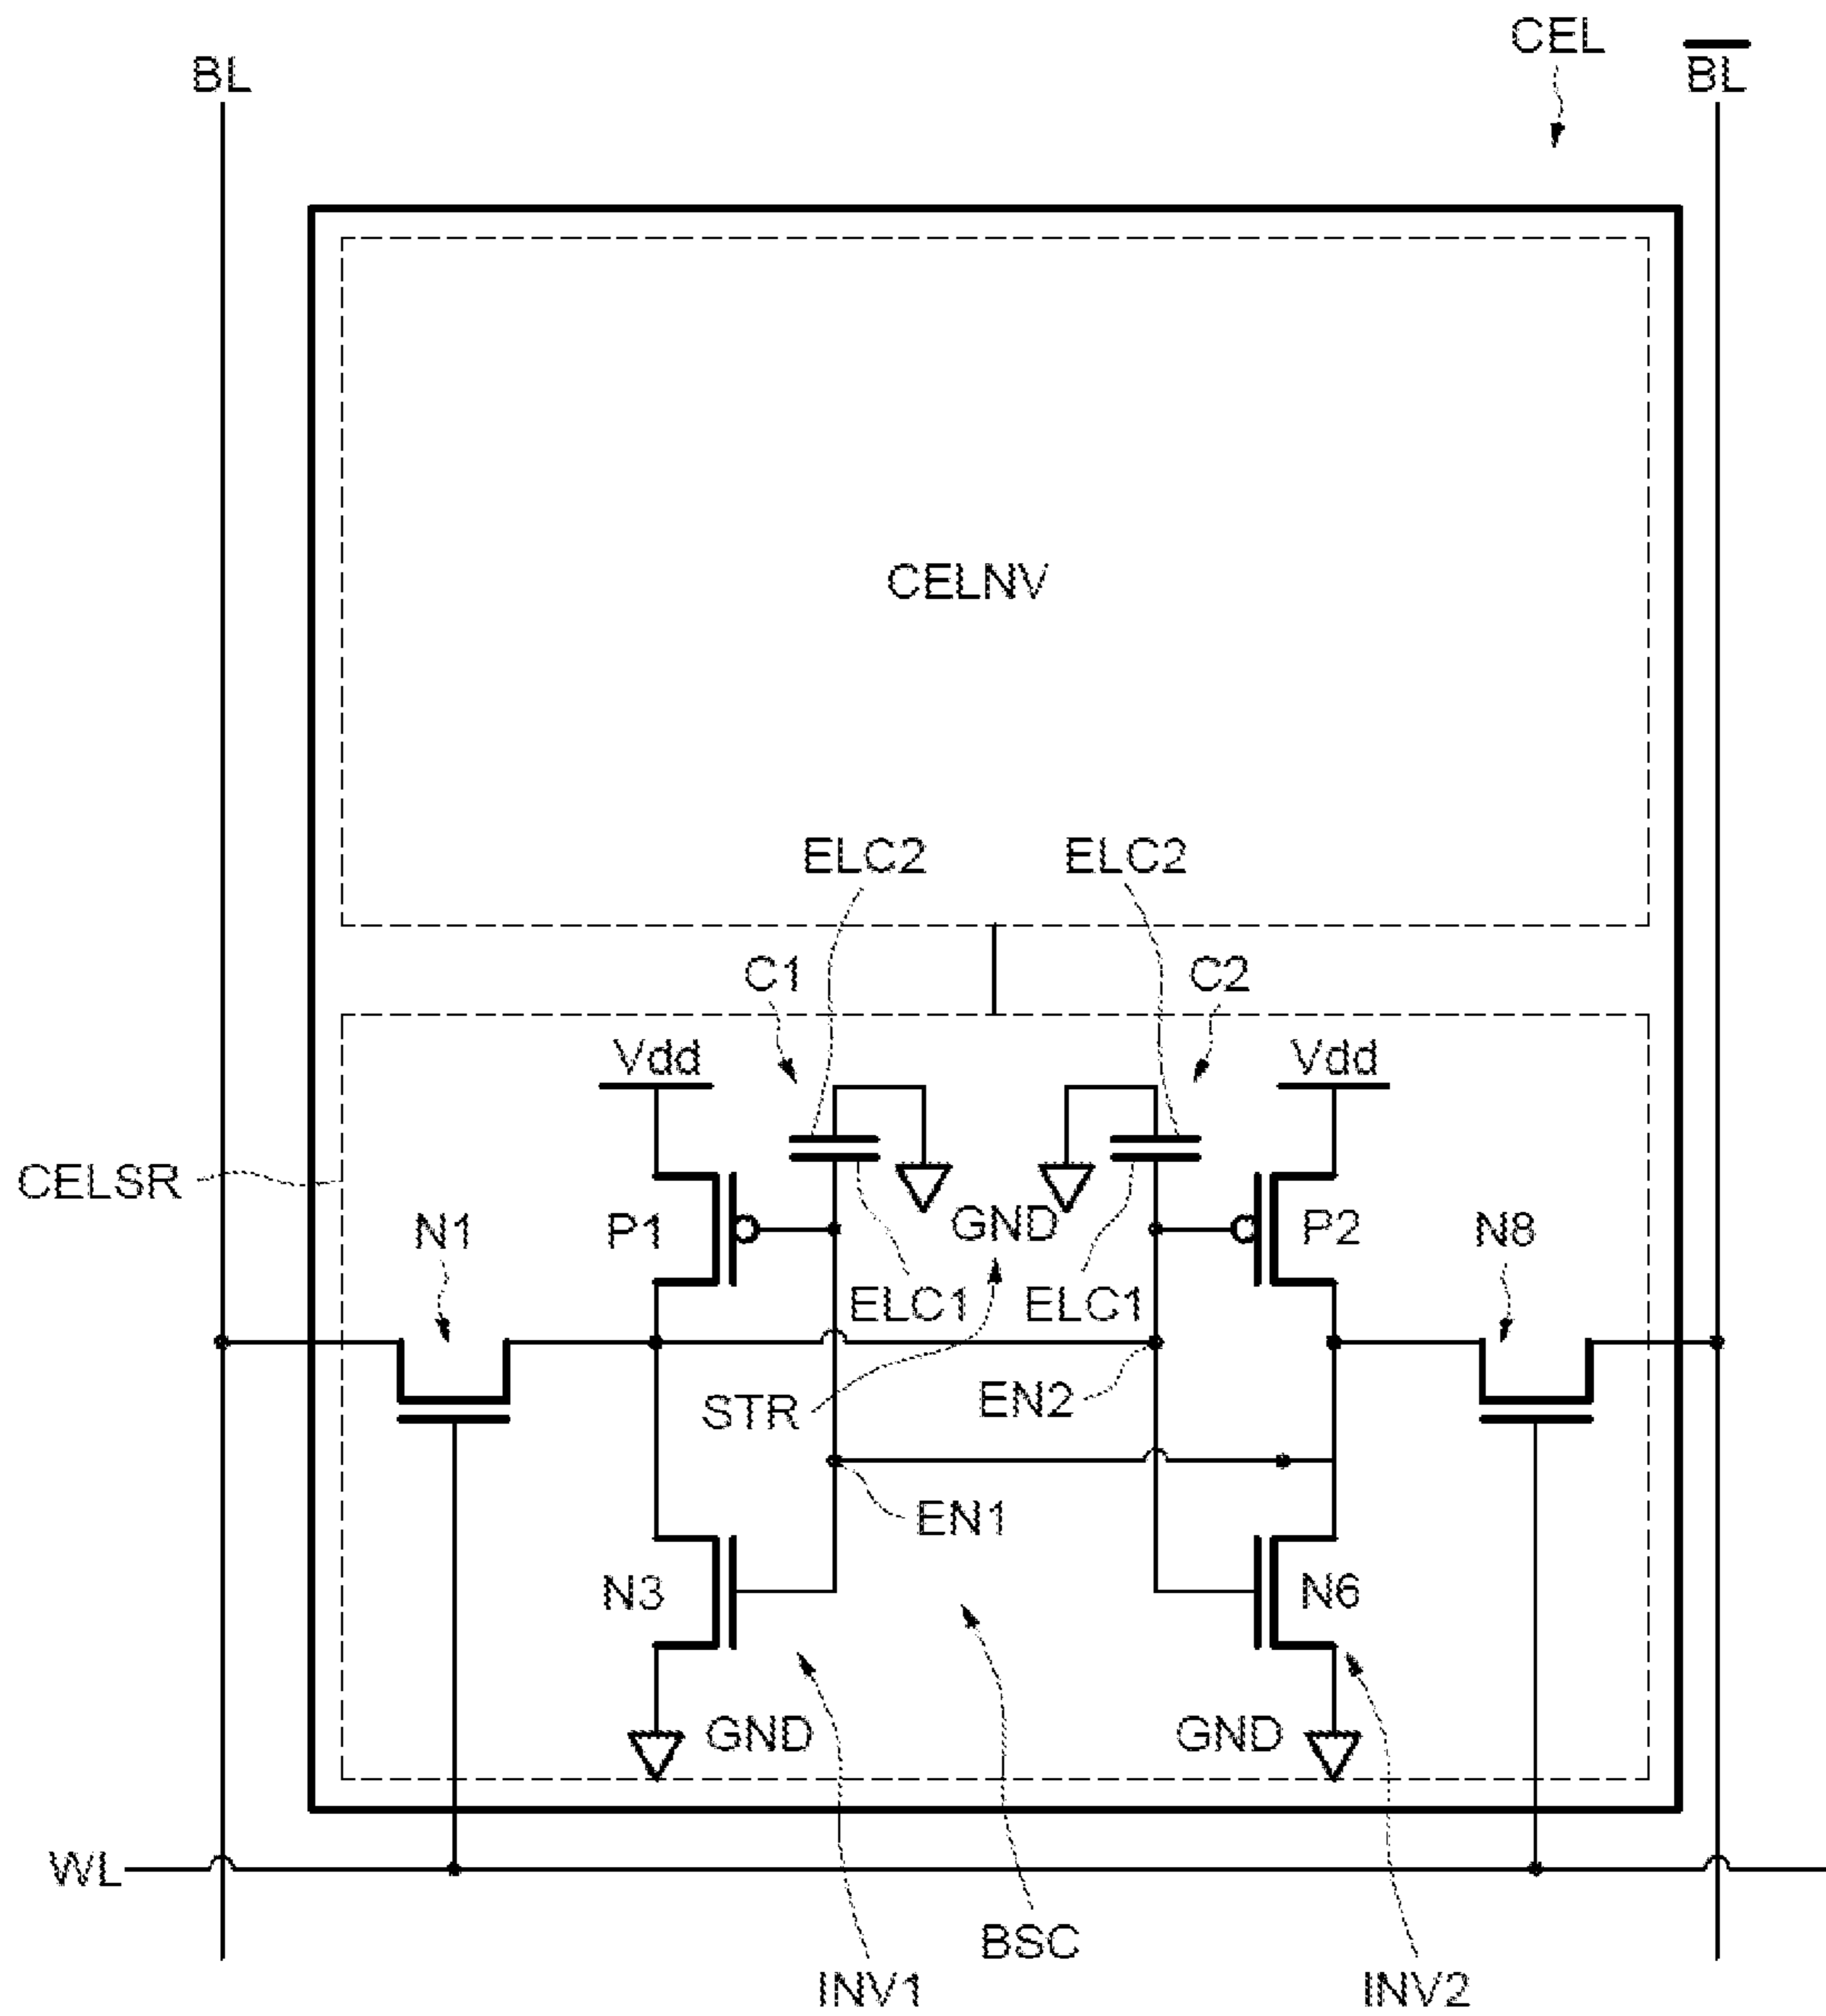 CEL
BL
B̅L̅
CELNV
ELC2
ELC2
C1
C2
Vdd
Vdd
CELSR
N1
P1
GND
P2
N8
ELC1
ELC1
STR
EN2
EN1
N3
N6
GND
GND
WL
BSC
INV1
INV2